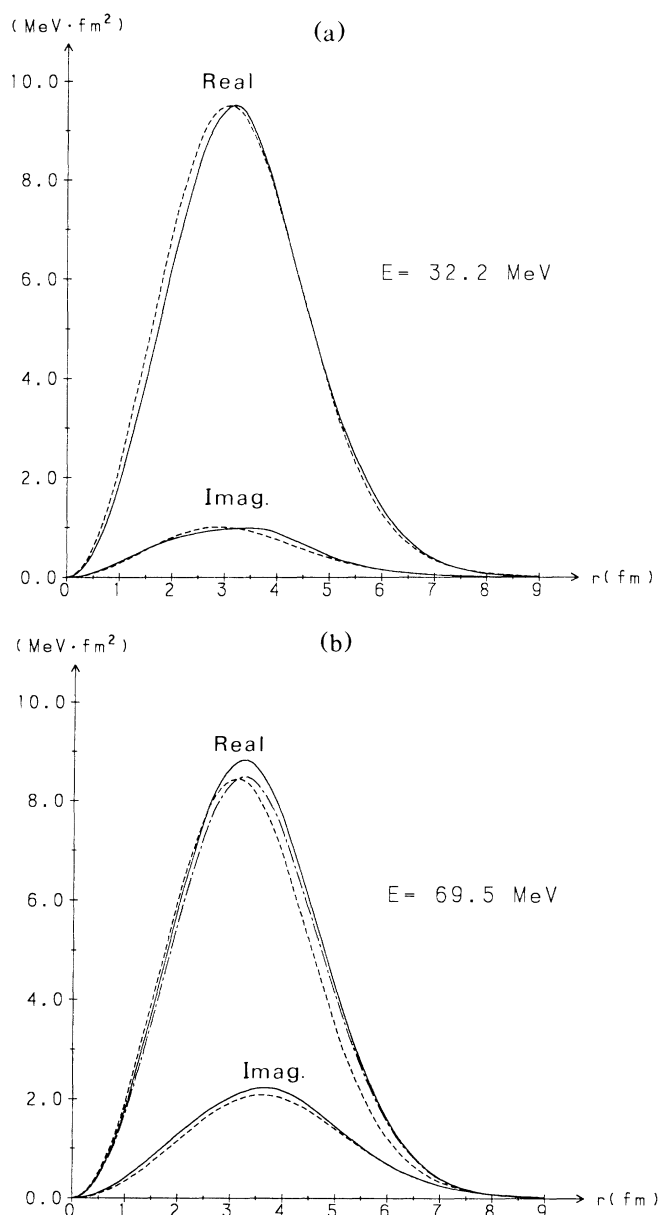 (MeV·fm²)
(a)
Real
10.0
8.0
6.0
E= 32.2 MeV
4.0
2.0
Imag.
0.0
0 1 2 3 4 5 6 7 8 9 r(fm)
(MeV·fm²)
(b)
10.0
Real
8.0
6.0
E= 69.5 MeV
4.0
Imag.
2.0
0.0
0 1 2 3 4 5 6 7 8 9 r(fm)